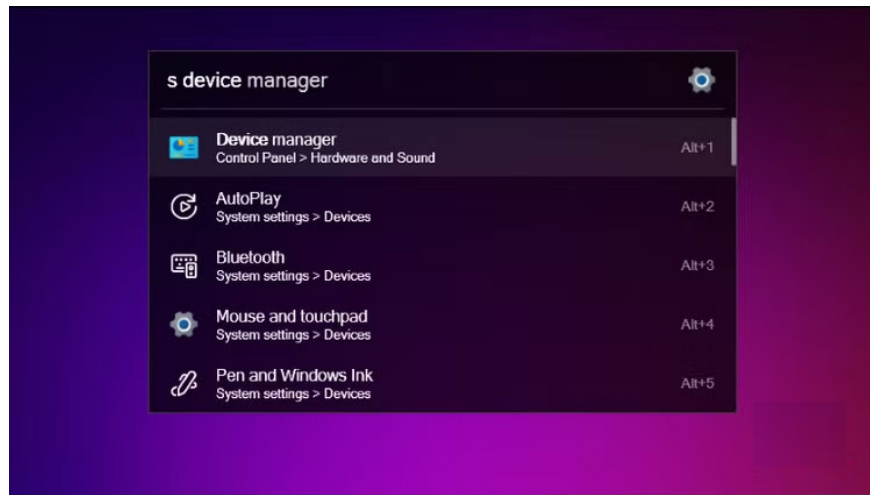 s device manager
Device manager
Control Panel > Hardware and Sound
Alt+1
AutoPlay
System settings > Devices
Alt+2
Bluetooth
System settings > Devices
Alt+3
Mouse and touchpad
System settings > Devices
Alt+4
Pen and Windows Ink
System settings > Devices
Alt+5